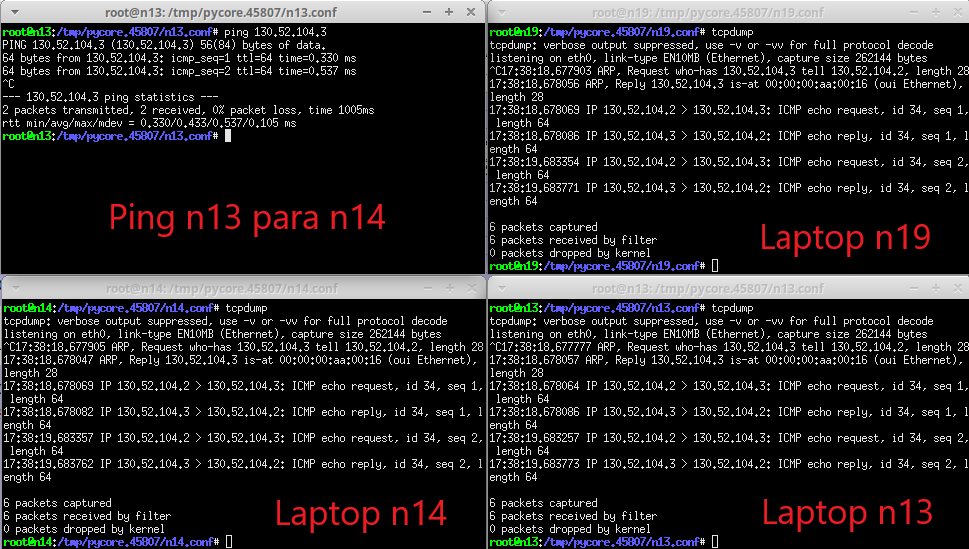 root@n13: /tmp/pycore.45807/n13.conf
root@n13:/tmp/pycore.45807/n13.conf# ping 130.52.104.3
PING 130.52.104.3 (130.52.104.3) 56(84) bytes of data.
64 bytes from 130.52.104.3: icmp_seq=1 ttl=64 time=0.330 ms
64 bytes from 130.52.104.3: icmp_seq=2 ttl=64 time=0.537 ms
^C
--- 130.52.104.3 ping statistics ---
2 packets transmitted, 2 received, 0% packet loss, time 1005ms
rtt min/avg/max/mdev = 0.330/0.433/0.537/0.105 ms
root@n13:/tmp/pycore.45807/n13.conf#
Ping n13 para n14
root@n19: /tmp/pycore.45807/n19.conf
root@n19:/tmp/pycore.45807/n19.conf# tcpdump
tcpdump: verbose output suppressed, use -v or -vv for full protocol decode
listening on eth0, link-type EN10MB (Ethernet), capture size 262144 bytes
^C17:38:18.677903 ARP, Request who-has 130.52.104.3 tell 130.52.104.2, length 28
17:38:18.678056 ARP, Reply 130.52.104.3 is-at 00:00:00:aa:00:16 (oui Ethernet),
length 28
17:38:18.678069 IP 130.52.104.2 > 130.52.104.3: ICMP echo request, id 34, seq 1,
length 64
17:38:18.678086 IP 130.52.104.3 > 130.52.104.2: ICMP echo reply, id 34, seq 1, l
ength 64
17:38:19.683354 IP 130.52.104.2 > 130.52.104.3: ICMP echo request, id 34, seq 2,
length 64
17:38:19.683771 IP 130.52.104.3 > 130.52.104.2: ICMP echo reply, id 34, seq 2, l
ength 64
6 packets captured
6 packets received by filter
0 packets dropped by kernel
root@n19:/tmp/pycore.45807/n19.conf#
Laptop n19
root@n14: /tmp/pycore.45807/n14.conf
root@n14:/tmp/pycore.45807/n14.conf# tcpdump
tcpdump: verbose output suppressed, use -v or -vv for full protocol decode
listening on eth0, link-type EN10MB (Ethernet), capture size 262144 bytes
^C17:38:18.677905 ARP, Request who-has 130.52.104.3 tell 130.52.104.2, length 28
17:38:18.678047 ARP, Reply 130.52.104.3 is-at 00:00:00:aa:00:16 (oui Ethernet),
length 28
17:38:18.678069 IP 130.52.104.2 > 130.52.104.3: ICMP echo request, id 34, seq 1,
length 64
17:38:18.678082 IP 130.52.104.3 > 130.52.104.2: ICMP echo reply, id 34, seq 1, l
ength 64
17:38:19.683357 IP 130.52.104.2 > 130.52.104.3: ICMP echo request, id 34, seq 2,
length 64
17:38:19.683762 IP 130.52.104.3 > 130.52.104.2: ICMP echo reply, id 34, seq 2, l
ength 64
6 packets captured
6 packets received by filter
0 packets dropped by kernel
root@n14:/tmp/pycore.45807/n14.conf#
Laptop n14
root@n13: /tmp/pycore.45807/n13.conf
root@n13:/tmp/pycore.45807/n13.conf# tcpdump
tcpdump: verbose output suppressed, use -v or -vv for full protocol decode
listening on eth0, link-type EN10MB (Ethernet), capture size 262144 bytes
^C17:38:18.677777 ARP, Request who-has 130.52.104.3 tell 130.52.104.2, length 28
17:38:18.678057 ARP, Reply 130.52.104.3 is-at 00:00:00:aa:00:16 (oui Ethernet),
length 28
17:38:18.678064 IP 130.52.104.2 > 130.52.104.3: ICMP echo request, id 34, seq 1,
length 64
17:38:18.678086 IP 130.52.104.3 > 130.52.104.2: ICMP echo reply, id 34, seq 1, l
ength 64
17:38:19.683257 IP 130.52.104.2 > 130.52.104.3: ICMP echo request, id 34, seq 2,
length 64
17:38:19.683773 IP 130.52.104.3 > 130.52.104.2: ICMP echo reply, id 34, seq 2, l
ength 64
6 packets captured
6 packets received by filter
0 packets dropped by kernel
root@n13:/tmp/pycore.45807/n13.conf#
Laptop n13